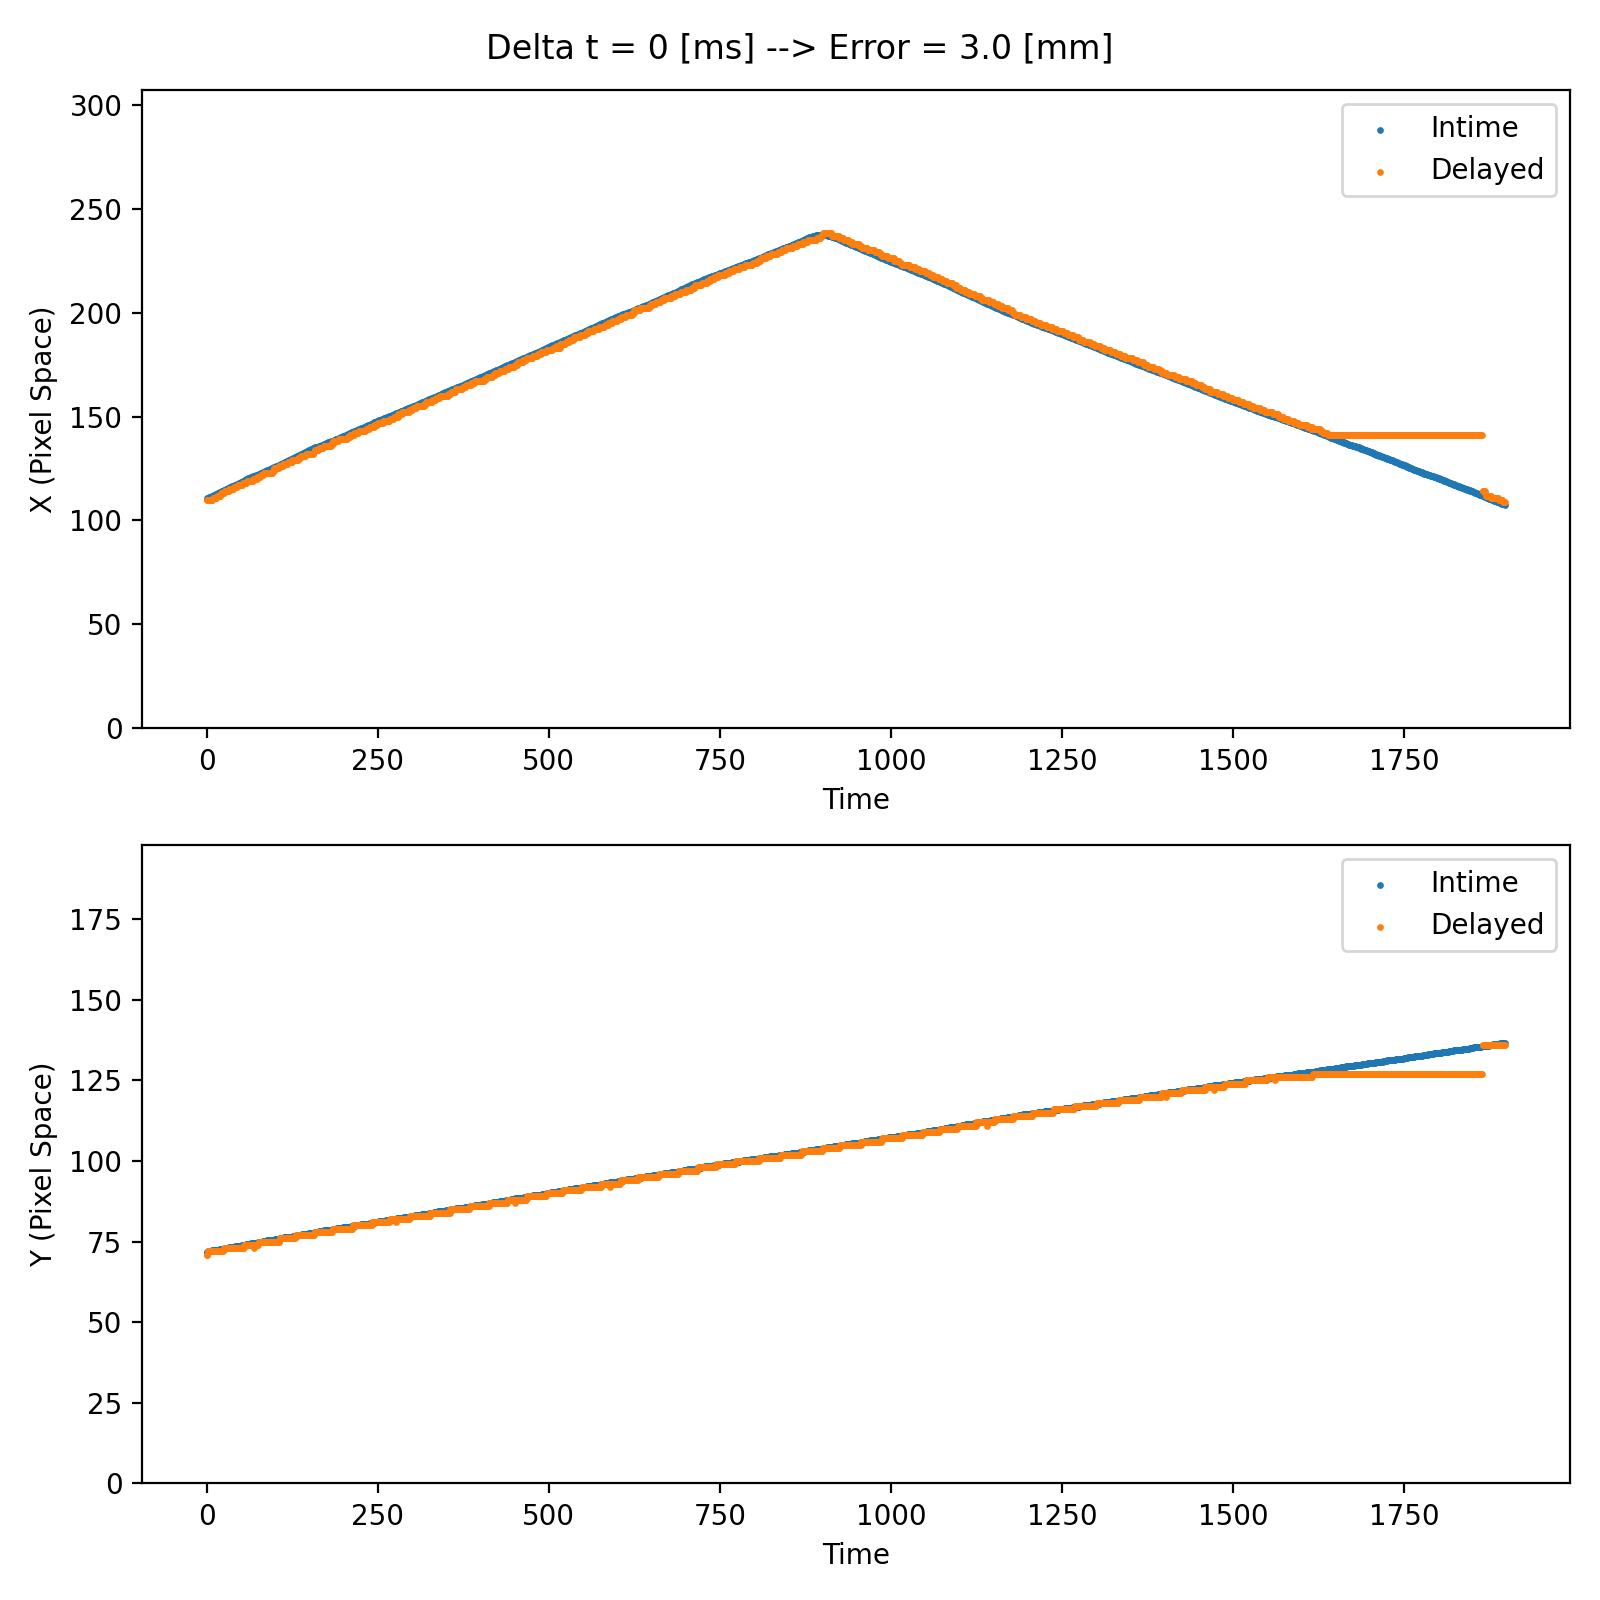 Delta t = 0 [ms] --> Error = 3.0 [mm]
300
250
200
150
100
50
0
X (Pixel Space)
Intime
Delayed
0 250 500 750 1000 1250 1500 1750
Time
175
150
125
100
75
50
25
0
Y (Pixel Space)
Intime
Delayed
0 250 500 750 1000 1250 1500 1750
Time